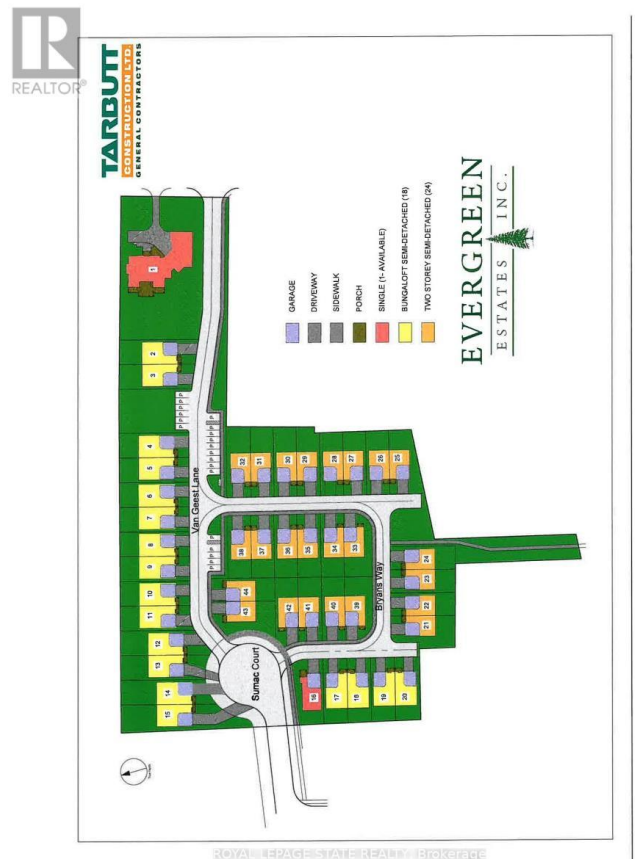 REALTOR®
TARBUTT
CONSTRUCTION LTD
GENERAL CONTRACTORS
EVERGREEN
ESTATES INC.
GARAGE
DRIVEWAY
SIDEWALK
PORCH
SINGLE (1- AVAILABLE)
BUNGALOFT SEMI-DETACHED (18)
TWO STOREY SEMI-DETACHED (24)
Van Geest Lane
Bryans Way
Sumac Court
1
2
3
4
5
6
7
8
9
10
11
12
13
14
15
16
17
18
19
20
21
22
23
24
25
26
27
28
29
30
31
32
33
34
35
36
37
38
39
40
41
42
43
44
ROYAL LEPAGE STATE REALTY, Brokerage